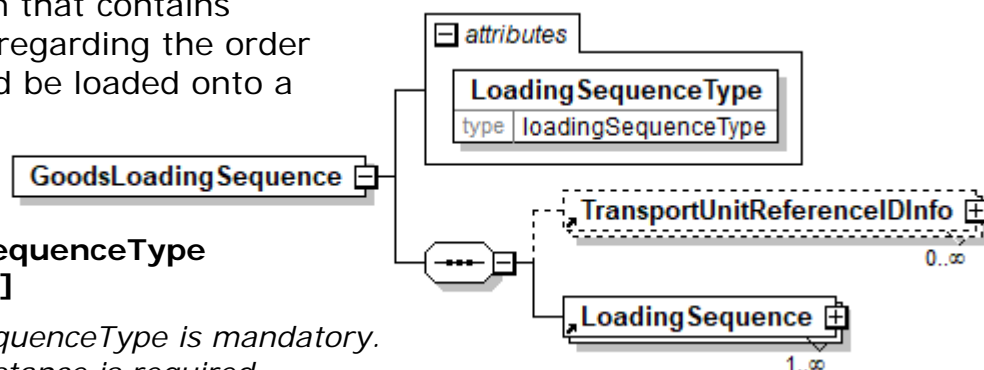 n that contains
regarding the order
d be loaded onto a
equenceType
]
quenceType is mandatory.
stance is required
attributes
LoadingSequenceType
type loadingSequenceType
GoodsLoadingSequence
TransportUnitReferenceIDInfo
0..∞
LoadingSequence
1..∞